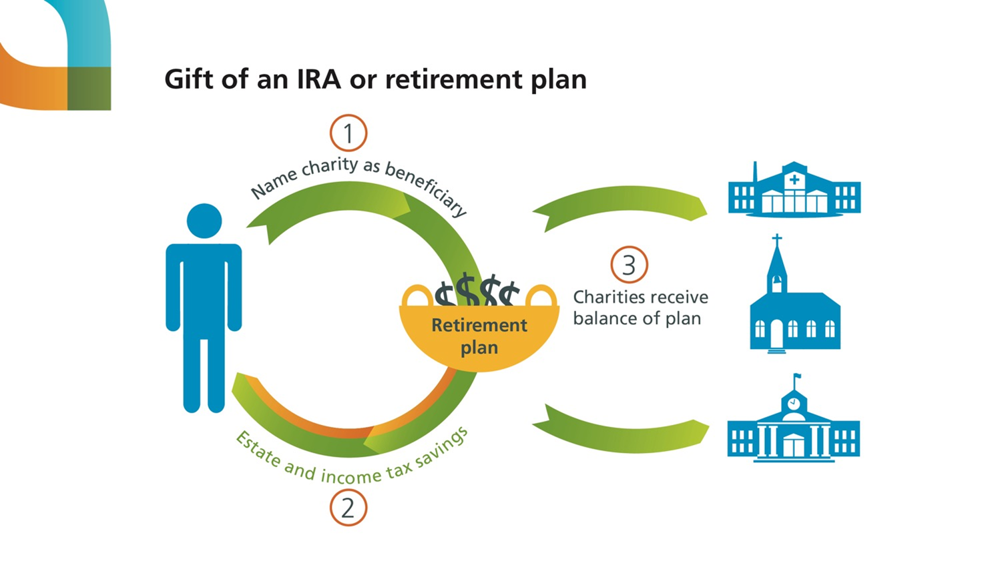 Gift of an IRA or retirement plan
1
Name charity as beneficiary
$$$$
Retirement
plan
3
Charities receive
balance of plan
Estate and income tax savings
2